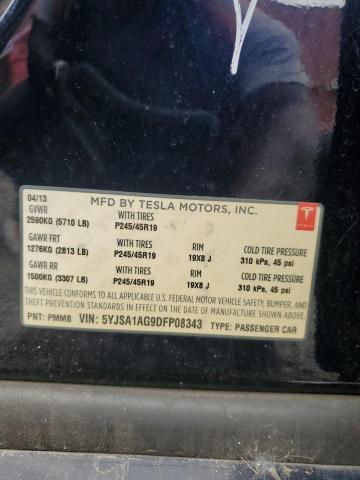 04/13 MFD BY TESLA MOTORS, INC.
GVWR WITH TIRES
2590KG (5710 LB) P245/45R19
GAWR FRT WITH TIRES RIM COLD TIRE PRESSURE
1276KG (2813 LB) P245/45R19 19X8 J 310 kPa, 45 psi
GAWR RR WITH TIRES RIM COLD TIRE PRESSURE
1500KG (3307 LB) P245/45R19 19X8 J 310 kPa, 45 psi
THIS VEHICLE CONFORMS TO ALL APPLICABLE U.S. FEDERAL MOTOR VEHICLE SAFETY, BUMPER, AND
THEFT PREVENTION STANDARDS IN EFFECT ON THE DATE OF MANUFACTURE SHOWN ABOVE.
PNT: PMMB VIN: 5YJSA1AG9DFP08343 TYPE: PASSENGER CAR
TESLA